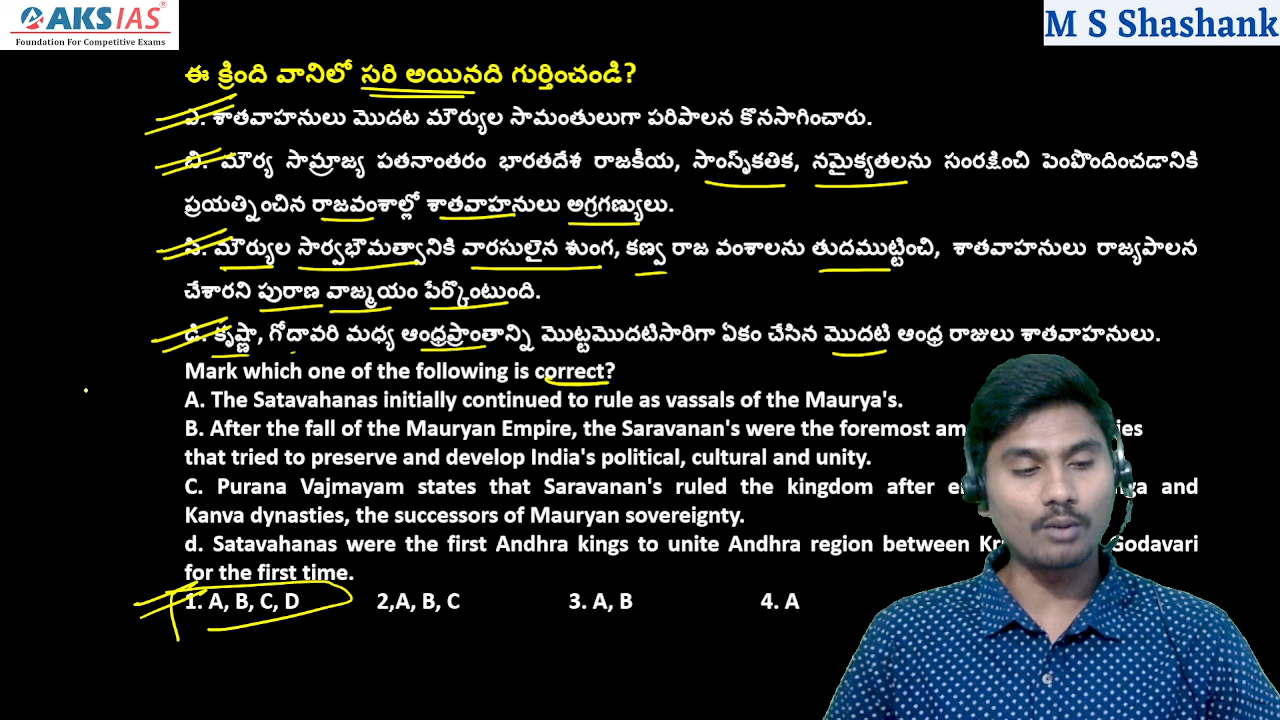 AKS IAS®
Foundation For Competitive Exams
M S Shashank
ఈ క్రింది వానిలో సరి అయినది గుర్తించండి?
ఎ. శాతవాహనులు మొదట మౌర్యుల సామంతులుగా పరిపాలన కొనసాగించారు.
బి. మౌర్య సామ్రాజ్య పతనాంతరం భారతదేశ రాజకీయ, సాంస్కృతిక, నమైక్యతలను సంరక్షించి పెంపొందించడానికి
ప్రయత్నించిన రాజవంశాల్లో శాతవాహనులు అగ్రగణ్యులు.
సి. మౌర్యుల సార్వభౌమత్వానికి వారసులైన శుంగ, కణ్వ రాజ వంశాలను తుదముట్టించి, శాతవాహనులు రాజ్యపాలన
చేశారని పురాణ వాజ్మయం పేర్కొంటుంది.
డి. కృష్ణా, గోదావరి మధ్య ఆంధ్రప్రాంతాన్ని మొట్టమొదటిసారిగా ఏకం చేసిన మొదటి ఆంధ్ర రాజులు శాతవాహనులు.
Mark which one of the following is correct?
A. The Satavahanas initially continued to rule as vassals of the Maurya's.
B. After the fall of the Mauryan Empire, the Saravanan's were the foremost
that tried to preserve and develop India's political, cultural and unity.
C. Purana Vajmayam states that Saravanan's ruled the kingdom after and
Kanva dynasties, the successors of Mauryan sovereignty.
d. Satavahanas were the first Andhra kings to unite Andhra region between Godavari
for the first time.
1. A, B, C, D 2,A, B, C 3. A, B 4. A